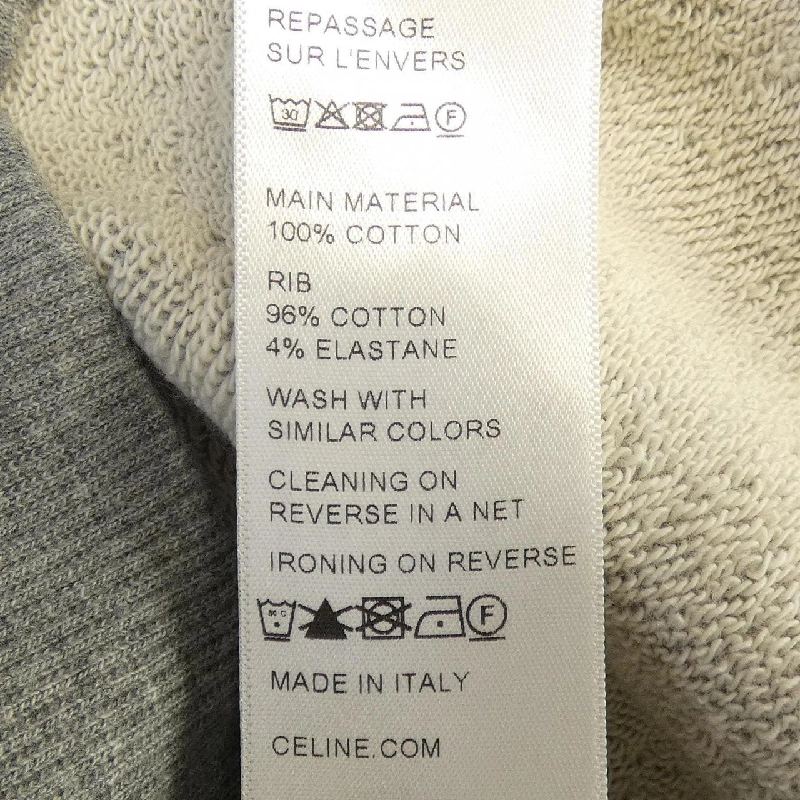 REPASSAGE
SUR L'ENVERS
30 F
MAIN MATERIAL
100% COTTON
RIB
96% COTTON
4% ELASTANE
WASH WITH
SIMILAR COLORS
CLEANING ON
REVERSE IN A NET
IRONING ON REVERSE
F
MADE IN ITALY
CELINE.COM